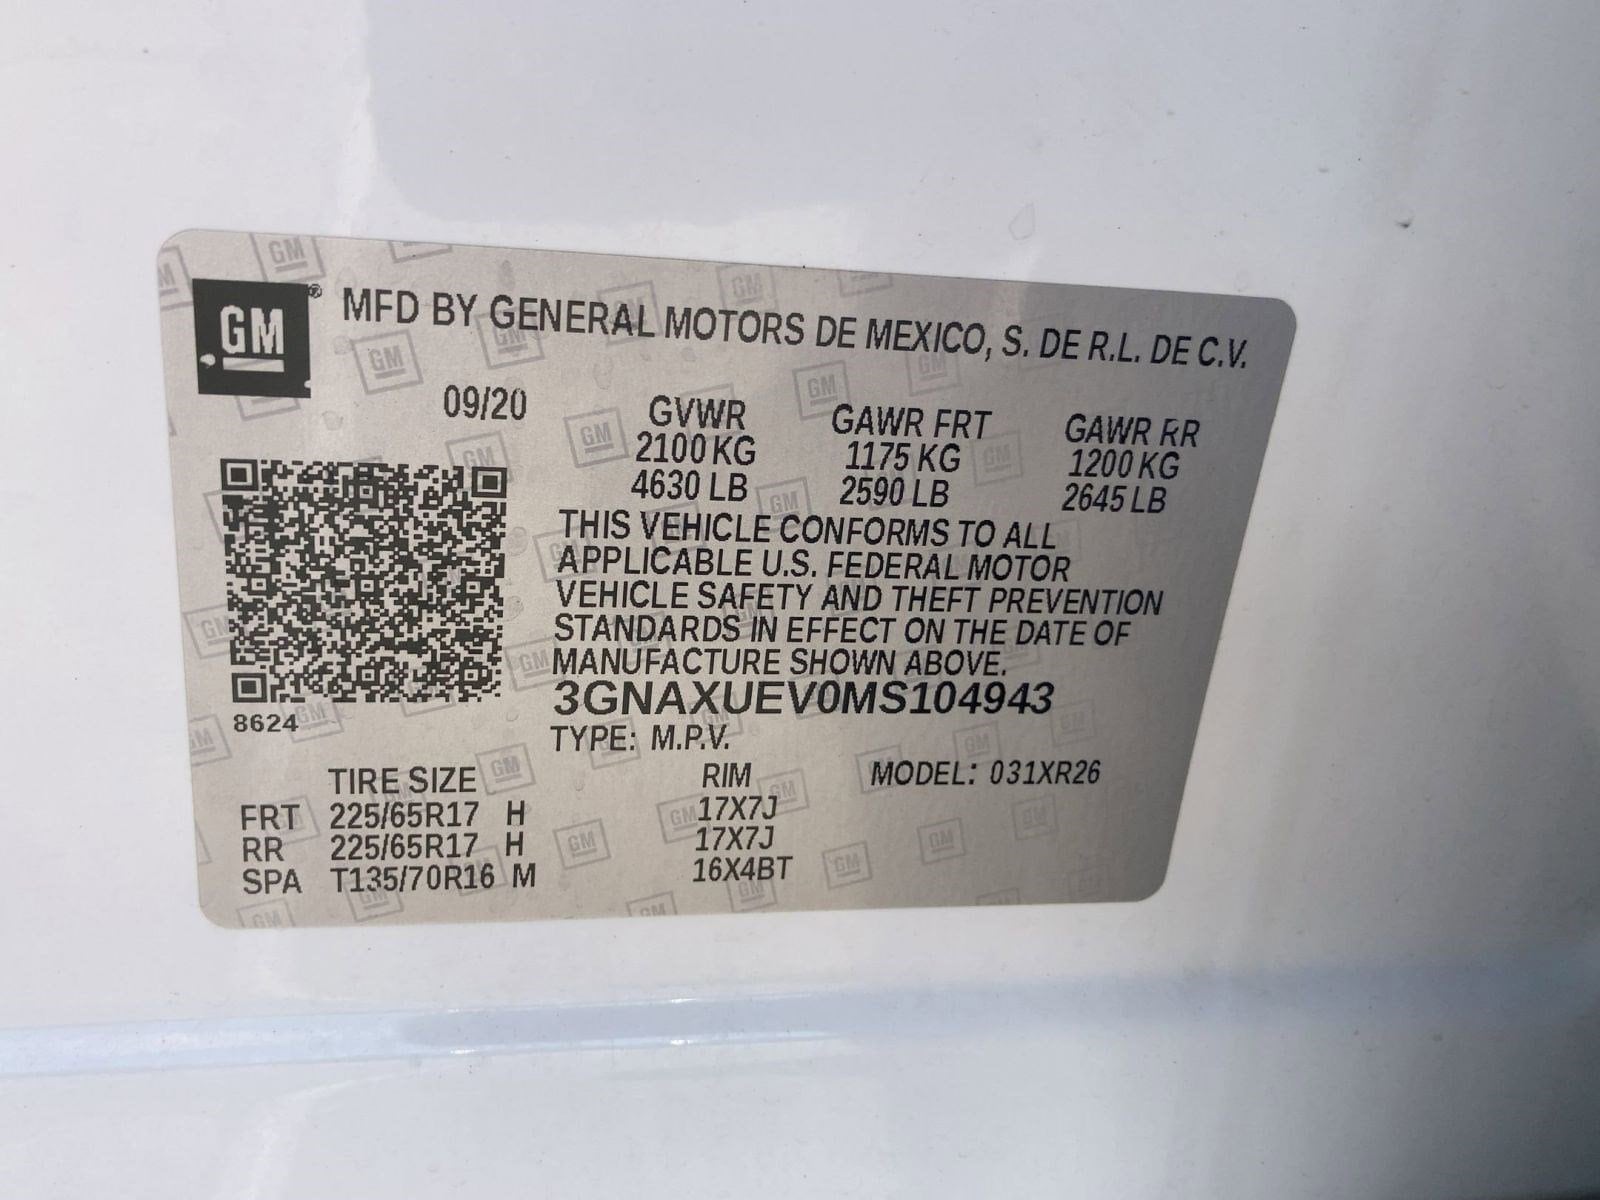 GM® MFD BY GENERAL MOTORS DE MEXICO, S. DE R.L. DE C.V.
09/20 GVWR GAWR FRT GAWR RR
2100 KG 1175 KG 1200 KG
4630 LB 2590 LB 2645 LB
THIS VEHICLE CONFORMS TO ALL
APPLICABLE U.S. FEDERAL MOTOR
VEHICLE SAFETY AND THEFT PREVENTION
STANDARDS IN EFFECT ON THE DATE OF
MANUFACTURE SHOWN ABOVE.
3GNAXUEV0MS104943
8624
TYPE: M.P.V.
TIRE SIZE RIM MODEL: 031XR26
FRT 225/65R17 H 17X7J
RR 225/65R17 H 17X7J
SPA T135/70R16 M 16X4BT